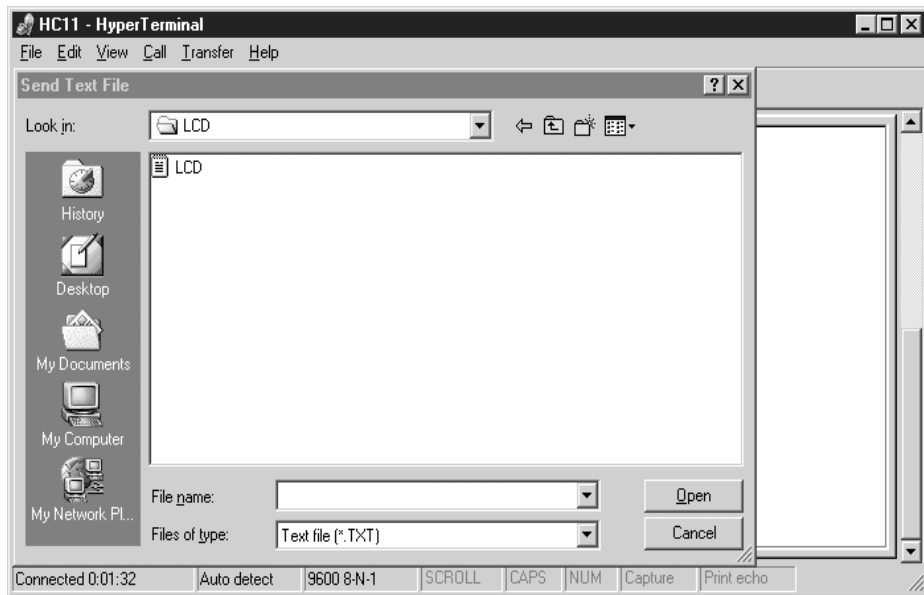 HC11 - HyperTerminal
File Edit View Call Transfer Help
Send Text File
Look in: LCD
LCD
History
Desktop
My Documents
My Computer
My Network Pl...
File name: Open
Files of type: Text file (*.TXT) Cancel
Connected 0:01:32 Auto detect 9600 8-N-1 SCROLL CAPS NUM Capture Print echo